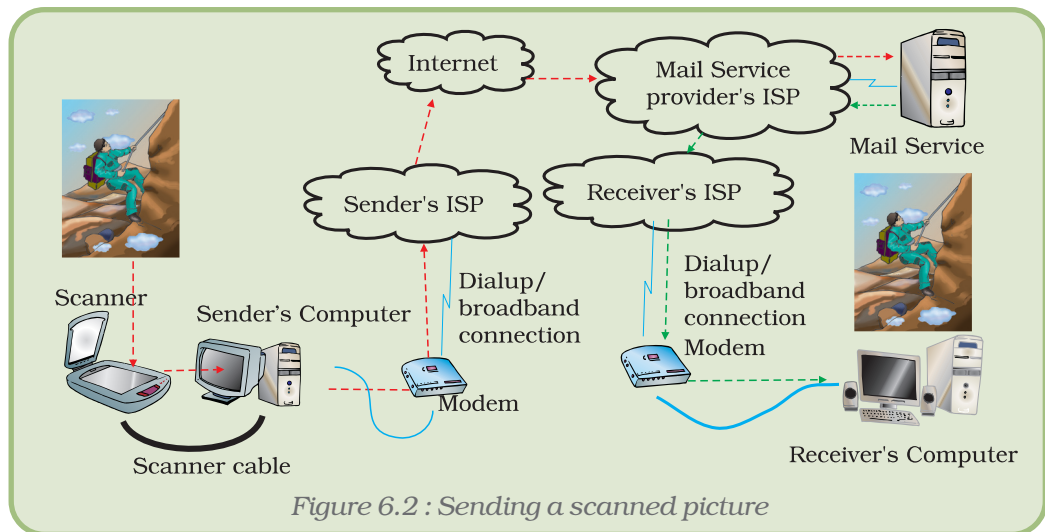 Internet
Mail Service
provider's ISP
Mail Service
Sender's ISP
Receiver's ISP
Scanner
Sender's Computer
Dialup/
broadband
connection
Modem
Dialup/
broadband
connection
Modem
Scanner cable
Receiver's Computer
Figure 6.2 : Sending a scanned picture